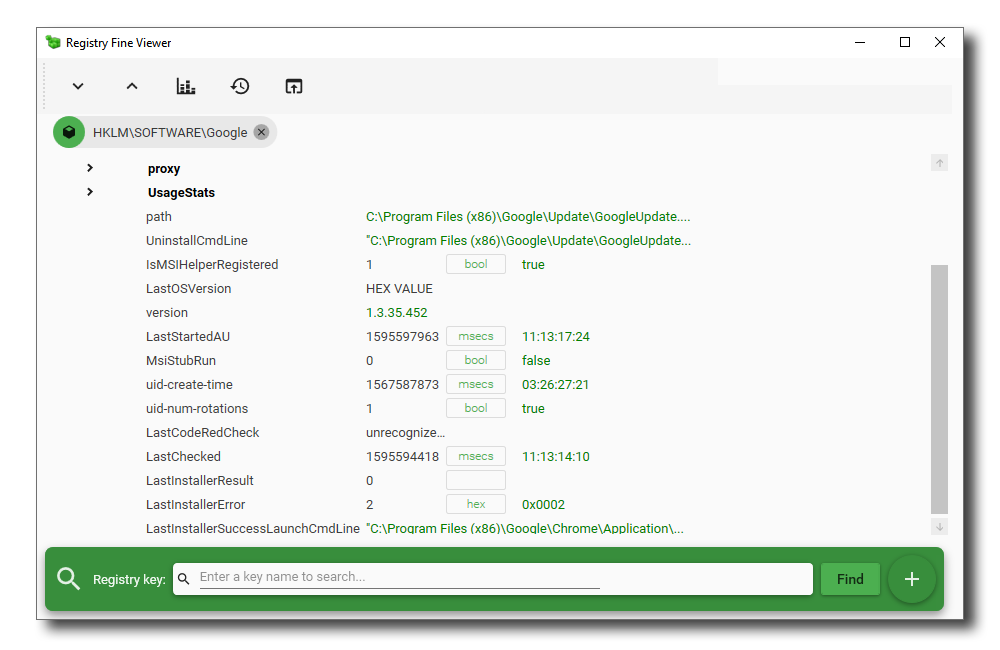 Registry Fine Viewer
HKLM\SOFTWARE\Google
proxy
UsageStats
path C:\Program Files (x86)\Google\Update\GoogleUpdate....
UninstallCmdLine "C:\Program Files (x86)\Google\Update\GoogleUpdate...
IsMSIHelperRegistered 1 bool true
LastOSVersion HEX VALUE
version 1.3.35.452
LastStartedAU 1595597963 msecs 11:13:17:24
MsiStubRun 0 bool false
uid-create-time 1567587873 msecs 03:26:27:21
uid-num-rotations 1 bool true
LastCodeRedCheck unrecognize...
LastChecked 1595594418 msecs 11:13:14:10
LastInstallerResult 0
LastInstallerError 2 hex 0x0002
LastInstallerSuccessLaunchCmdLine "C:\Program Files (x86)\Google\Chrome\Application\...
Registry key: Enter a key name to search... Find +